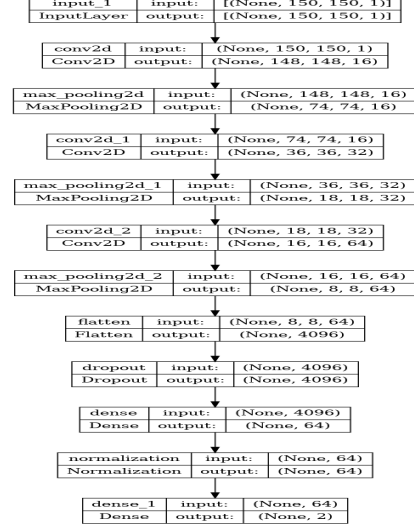 input_1 input: [(None, 150, 150, 1)]
InputLayer output: [(None, 150, 150, 1)]
conv2d input: (None, 150, 150, 1)
Conv2D output: (None, 148, 148, 16)
max_pooling2d input: (None, 148, 148, 16)
MaxPooling2D output: (None, 74, 74, 16)
conv2d_1 input: (None, 74, 74, 16)
Conv2D output: (None, 36, 36, 32)
max_pooling2d_1 input: (None, 36, 36, 32)
MaxPooling2D output: (None, 18, 18, 32)
conv2d_2 input: (None, 18, 18, 32)
Conv2D output: (None, 16, 16, 64)
max_pooling2d_2 input: (None, 16, 16, 64)
MaxPooling2D output: (None, 8, 8, 64)
flatten input: (None, 8, 8, 64)
Flatten output: (None, 4096)
dropout input: (None, 4096)
Dropout output: (None, 4096)
dense input: (None, 4096)
Dense output: (None, 64)
normalization input: (None, 64)
Normalization output: (None, 64)
dense_1 input: (None, 64)
Dense output: (None, 2)